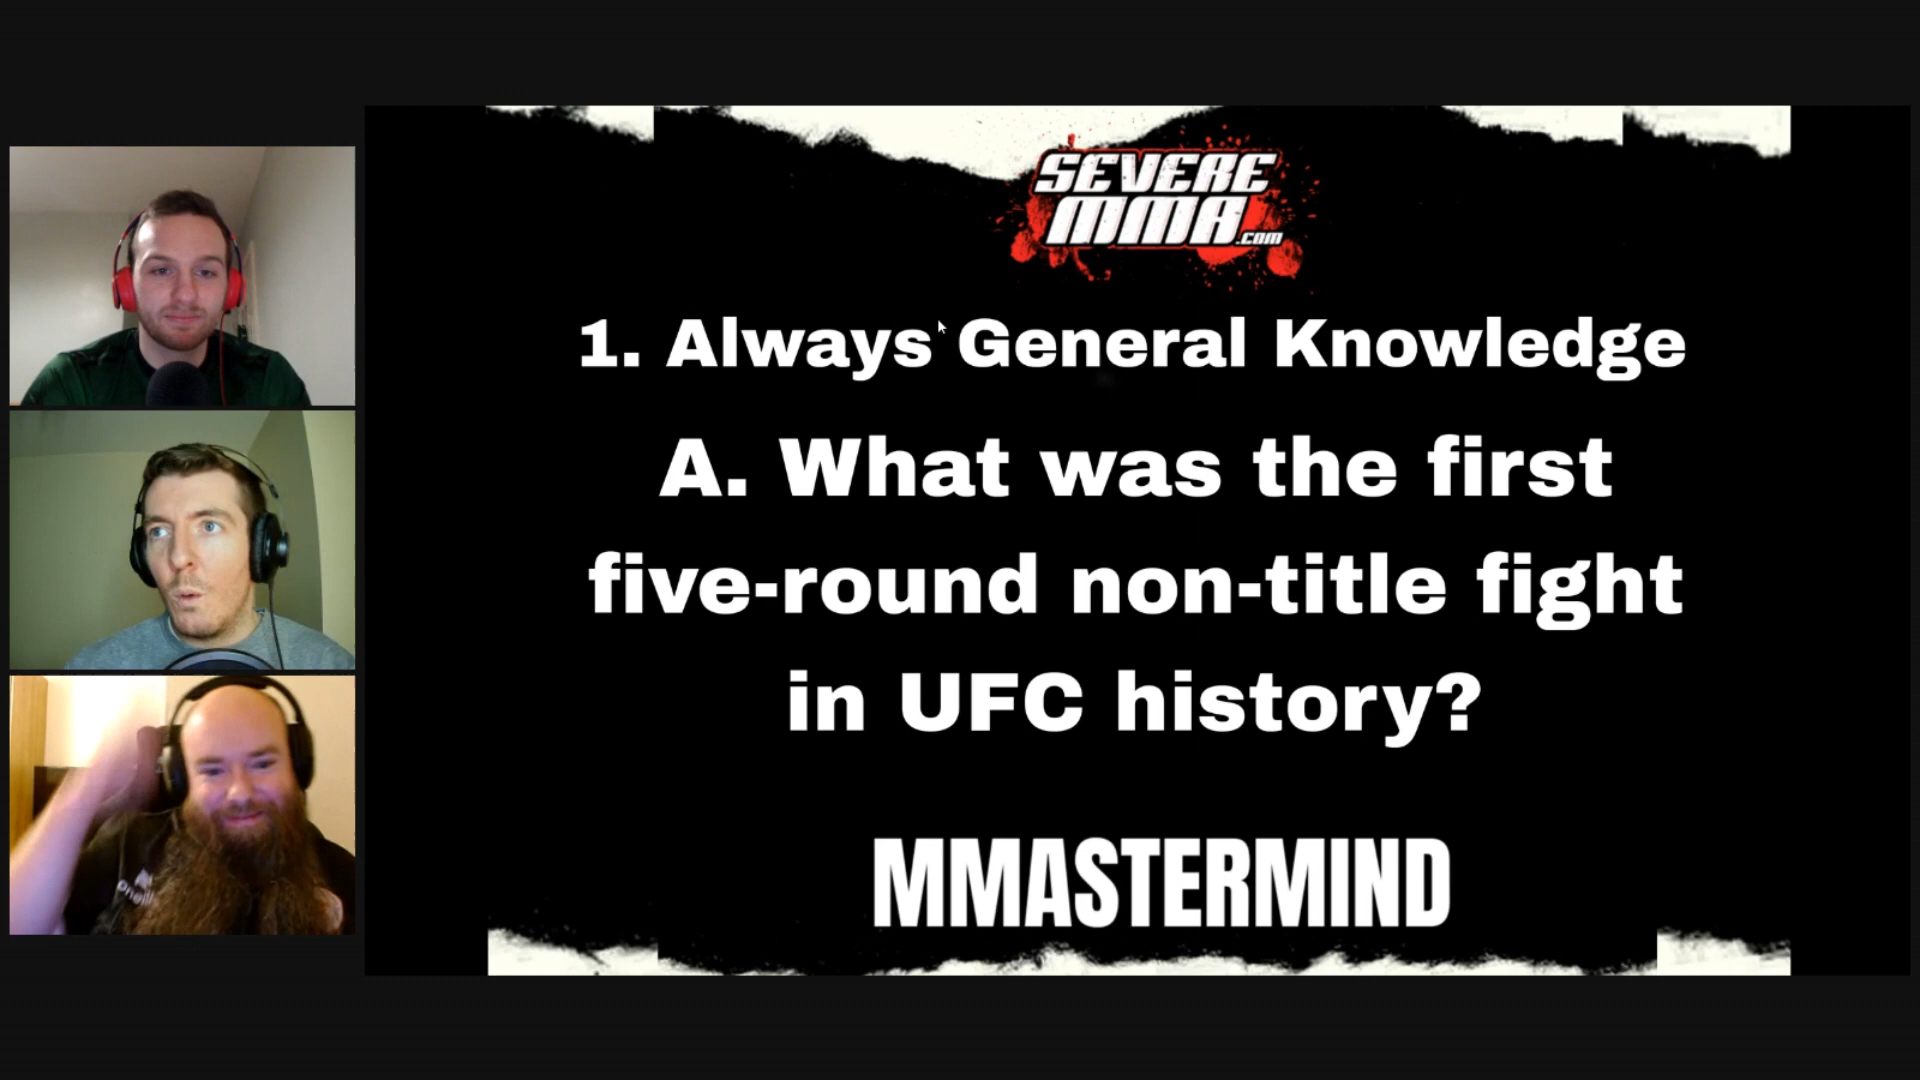 SEVERE
MMA.COM
1. Always General Knowledge
A. What was the first
five-round non-title fight
in UFC history?
MMASTERMIND